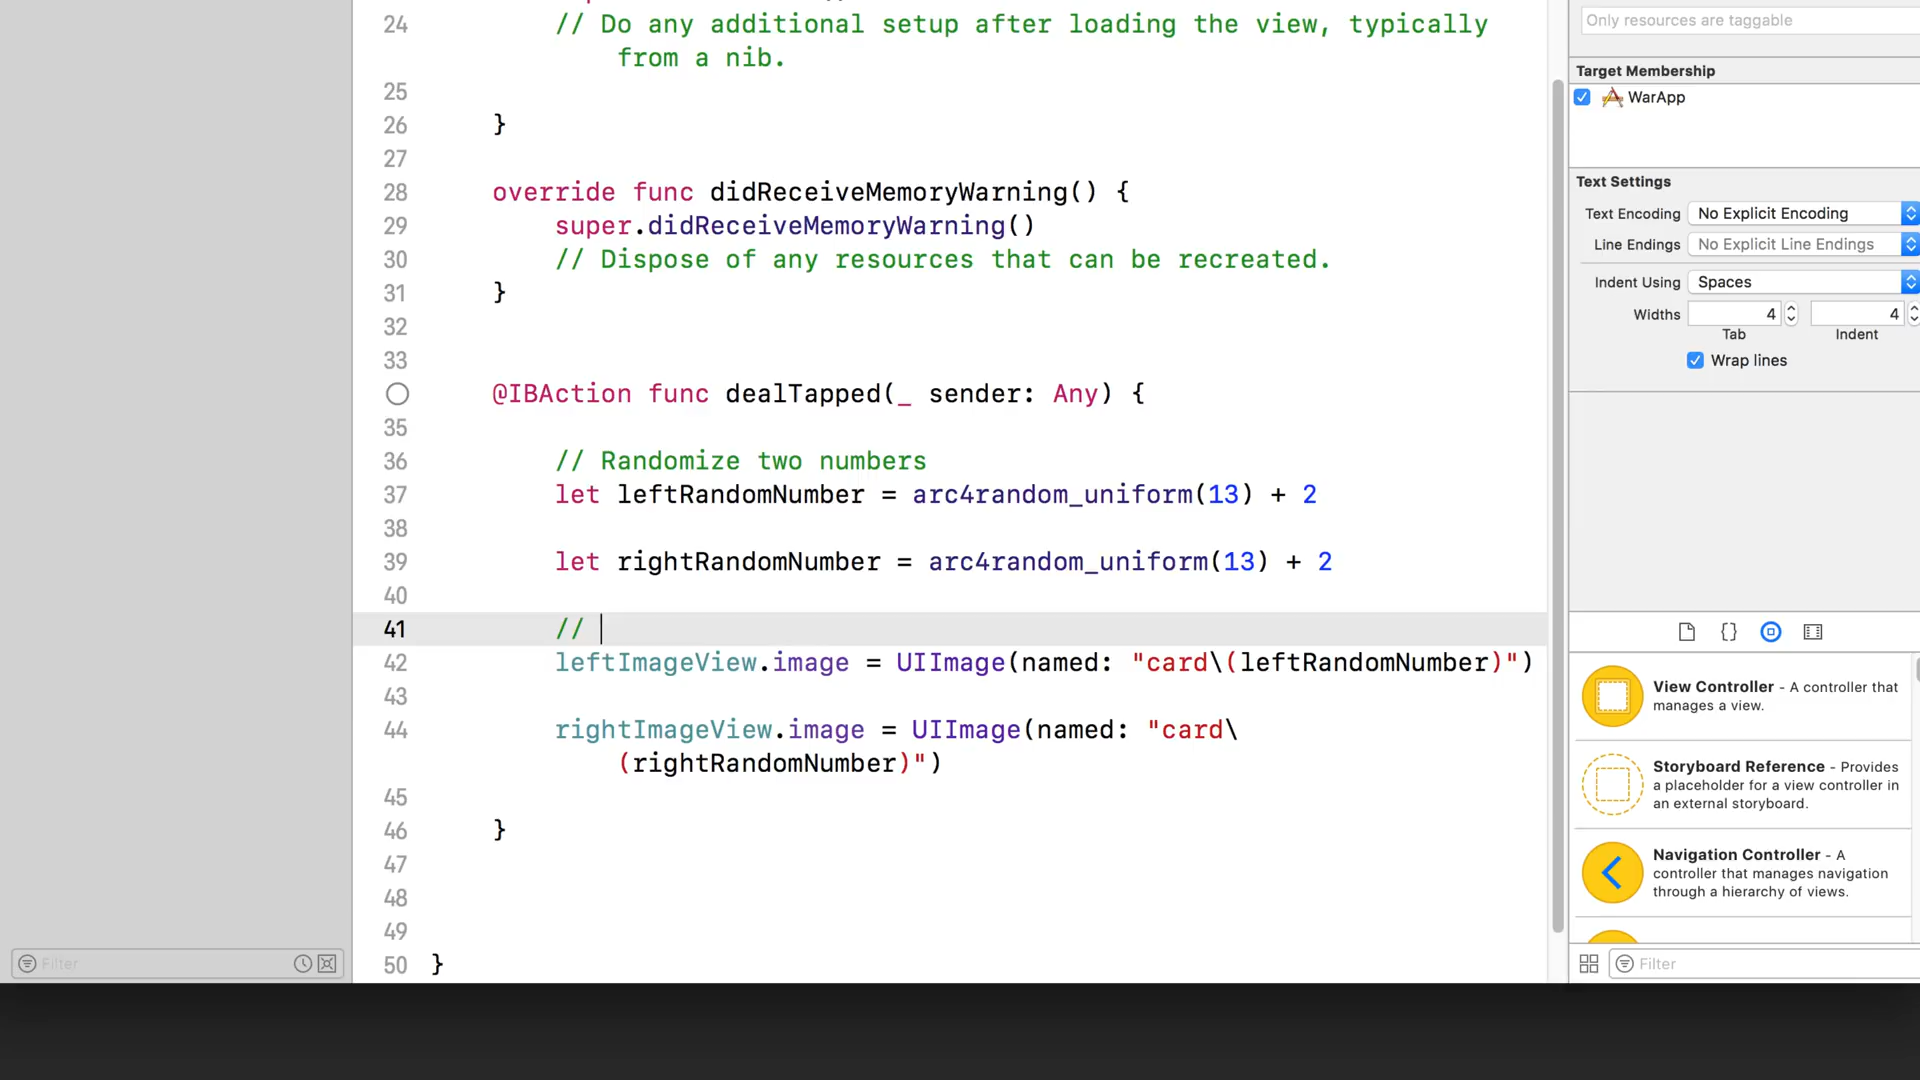 24 // Do any additional setup after loading the view, typically
from a nib.
25
26 }
27
28 override func didReceiveMemoryWarning() {
29 super.didReceiveMemoryWarning()
30 // Dispose of any resources that can be recreated.
31 }
32
33
@IBAction func dealTapped(_ sender: Any) {
35
36 // Randomize two numbers
37 let leftRandomNumber = arc4random_uniform(13) + 2
38
39 let rightRandomNumber = arc4random_uniform(13) + 2
40
41 //
42 leftImageView.image = UIImage(named: "card\(leftRandomNumber)")
43
44 rightImageView.image = UIImage(named: "card\
(rightRandomNumber)")
45
46 }
47
48
49
50 }
Filter
Only resources are taggable
Target Membership
WarApp
Text Settings
Text Encoding No Explicit Encoding
Line Endings No Explicit Line Endings
Indent Using Spaces
Widths 4 4
Tab Indent
Wrap lines
{}
View Controller - A controller that
manages a view.
Storyboard Reference - Provides
a placeholder for a view controller in
an external storyboard.
Navigation Controller - A
controller that manages navigation
through a hierarchy of views.
Filter